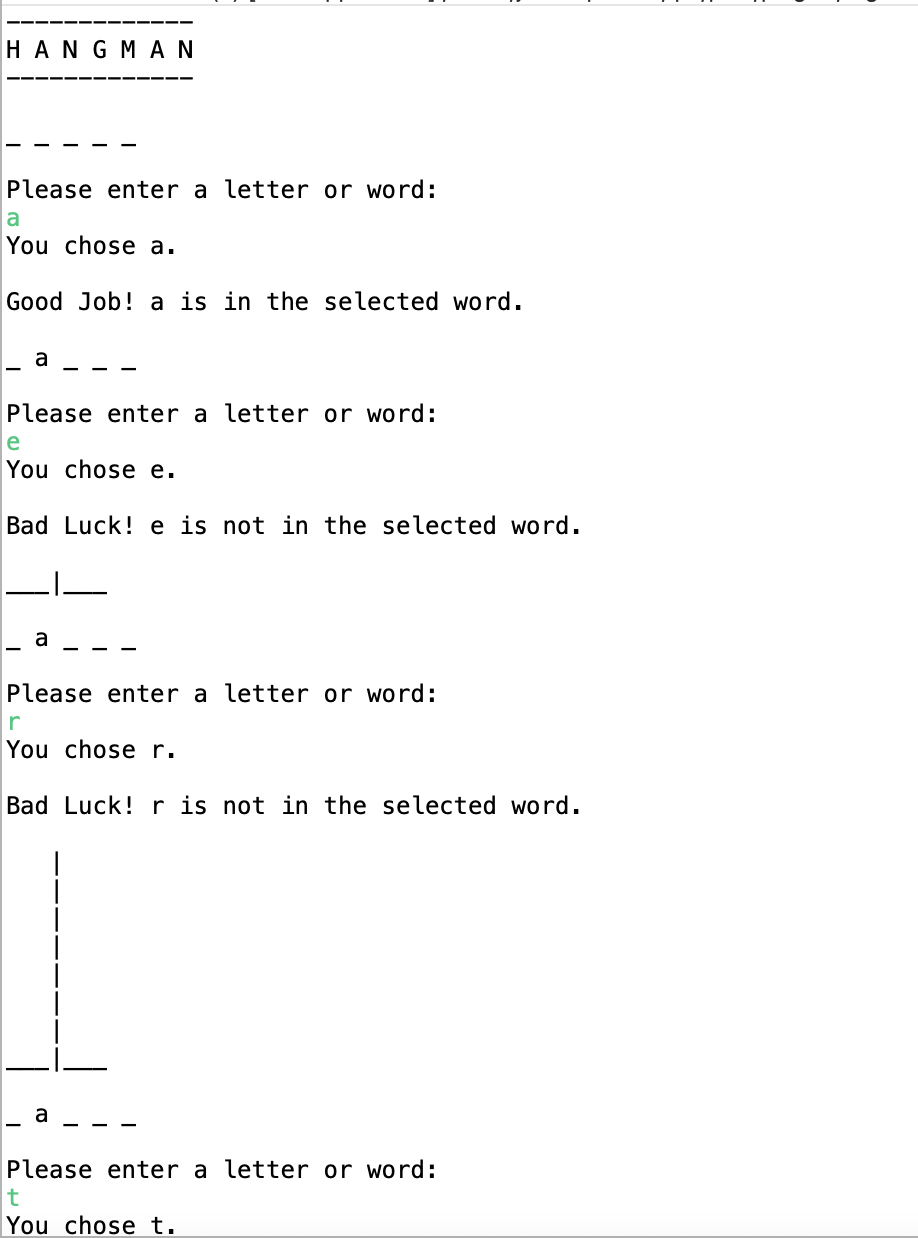 -------------
H A N G M A N
-------------
_ _ _ _ _
Please enter a letter or word:
a
You chose a.
Good Job! a is in the selected word.
_ a _ _ _
Please enter a letter or word:
e
You chose e.
Bad Luck! e is not in the selected word.
___|___
_ a _ _ _
Please enter a letter or word:
r
You chose r.
Bad Luck! r is not in the selected word.
   |
   |
   |
   |
   |
   |
   |
___|___
_ a _ _ _
Please enter a letter or word:
t
You chose t.